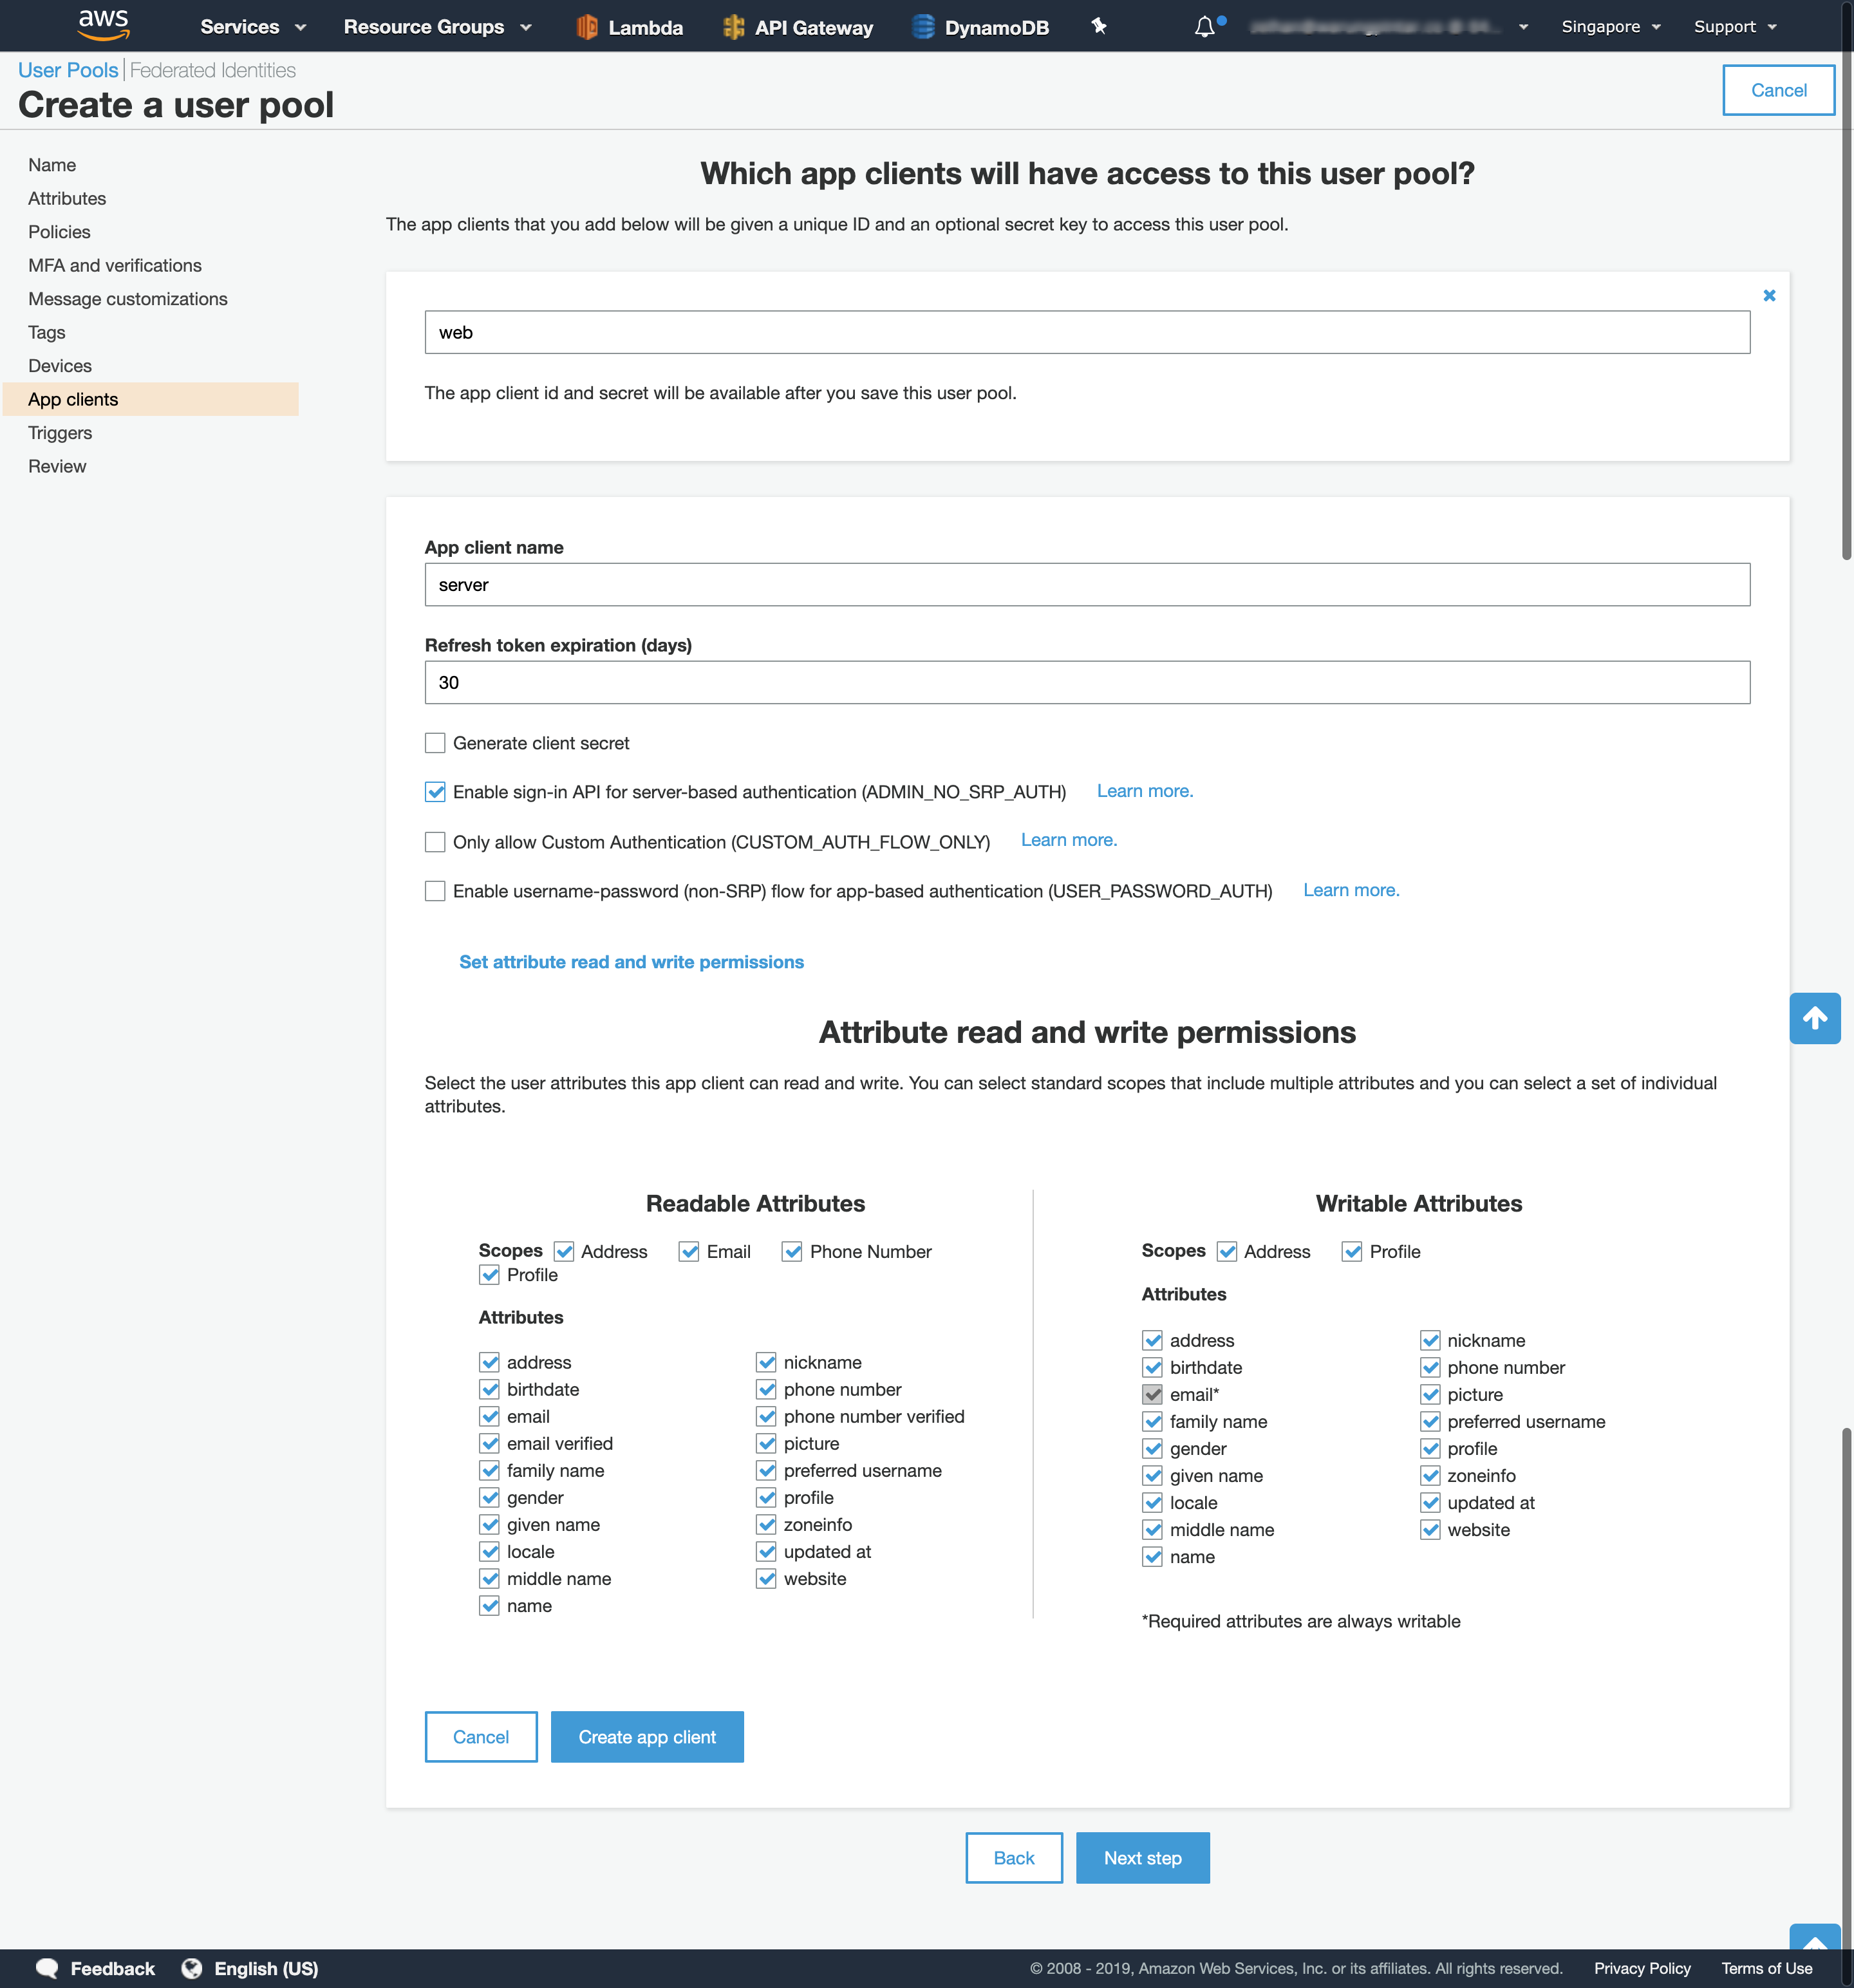 aws Services Resource Groups Lambda API Gateway DynamoDB Singapore Support
User Pools Federated Identities
Create a user pool
Cancel
Name
Attributes
Policies
MFA and verifications
Message customizations
Tags
Devices
App clients
Triggers
Review
Which app clients will have access to this user pool?
The app clients that you add below will be given a unique ID and an optional secret key to access this user pool.
web
The app client id and secret will be available after you save this user pool.
App client name
server
Refresh token expiration (days)
30
Generate client secret
Enable sign-in API for server-based authentication (ADMIN_NO_SRP_AUTH) Learn more.
Only allow Custom Authentication (CUSTOM_AUTH_FLOW_ONLY) Learn more.
Enable username-password (non-SRP) flow for app-based authentication (USER_PASSWORD_AUTH) Learn more.
Set attribute read and write permissions
Attribute read and write permissions
Select the user attributes this app client can read and write. You can select standard scopes that include multiple attributes and you can select a set of individual
attributes.
Readable Attributes
Scopes Address Email Phone Number
Profile
Attributes
address
birthdate
email
email verified
family name
gender
given name
locale
middle name
name
nickname
phone number
phone number verified
picture
preferred username
profile
zoneinfo
updated at
website
Writable Attributes
Scopes Address Profile
Attributes
address
birthdate
email*
family name
gender
given name
locale
middle name
name
nickname
phone number
picture
preferred username
profile
zoneinfo
updated at
website
*Required attributes are always writable
Cancel Create app client
Back Next step
Feedback English (US) © 2008 - 2019, Amazon Web Services, Inc. or its affiliates. All rights reserved. Privacy Policy Terms of Use